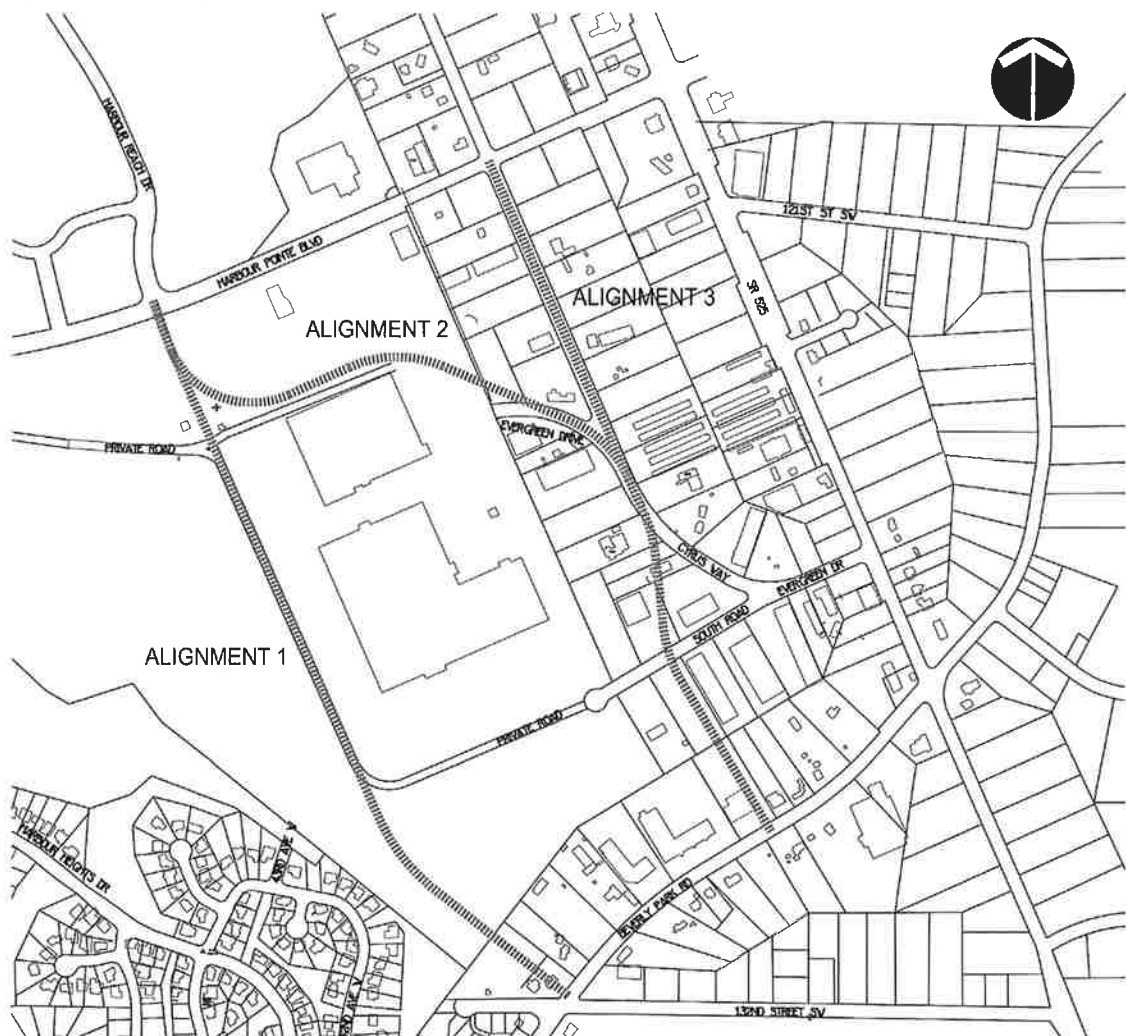 HARBOUR REACH DR
121ST ST SW
HARBOUR POINTE BLVD
SR 525
ALIGNMENT 3
ALIGNMENT 2
EVERGREEN DRIVE
PRIVATE ROAD
CYRUS WAY
EVERGREEN DR
SOUTH ROAD
ALIGNMENT 1
PRIVATE ROAD
HARBOUR HEIGHTS DR
43RD AVE W
BEVERLY PARK RD
132ND STREET SW